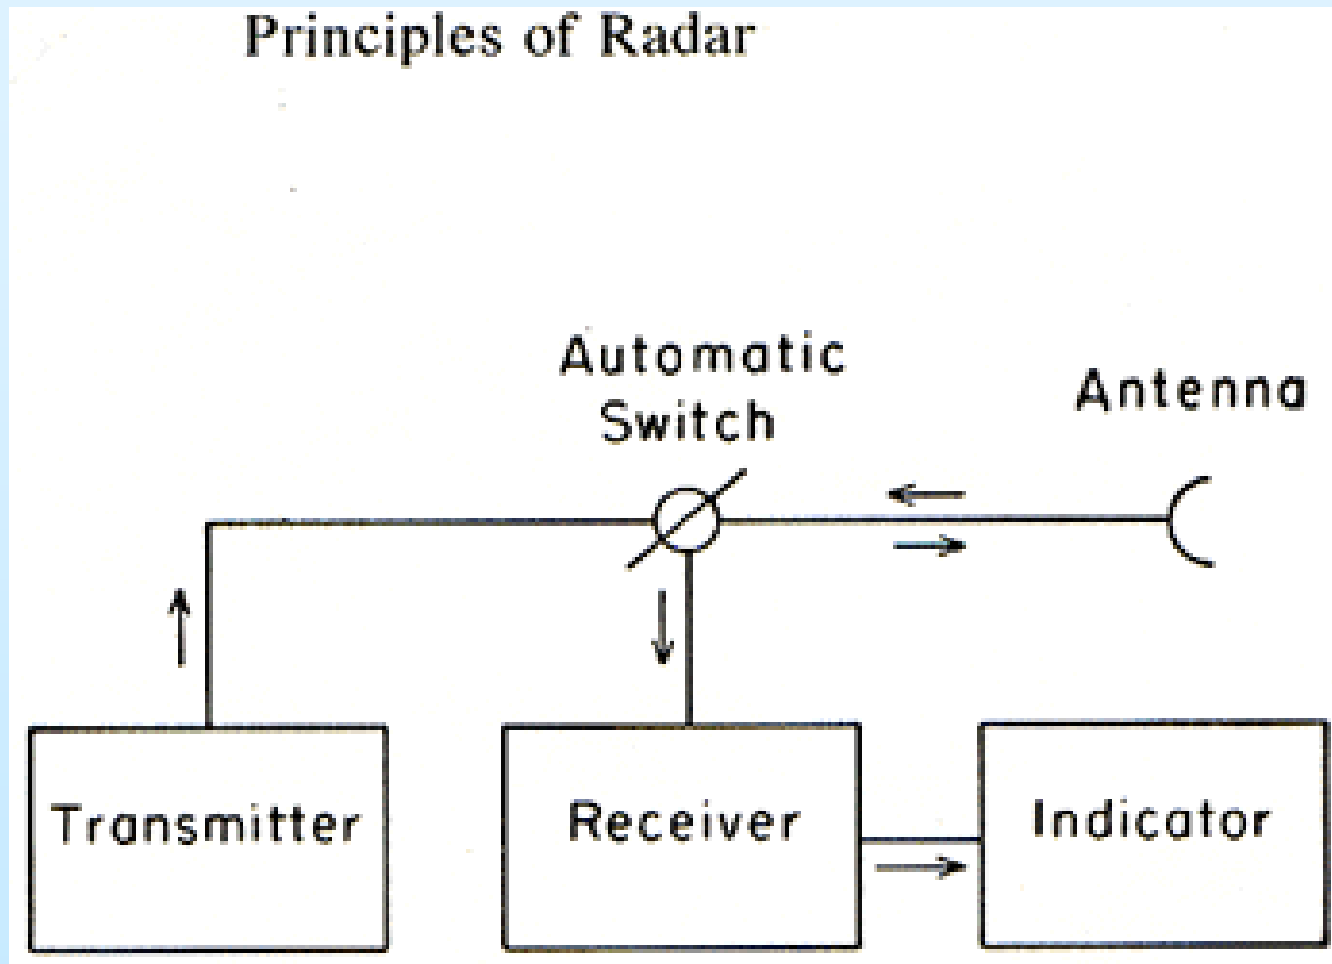 Principles of Radar
Automatic
Switch
Antenna
Transmitter
Receiver
Indicator